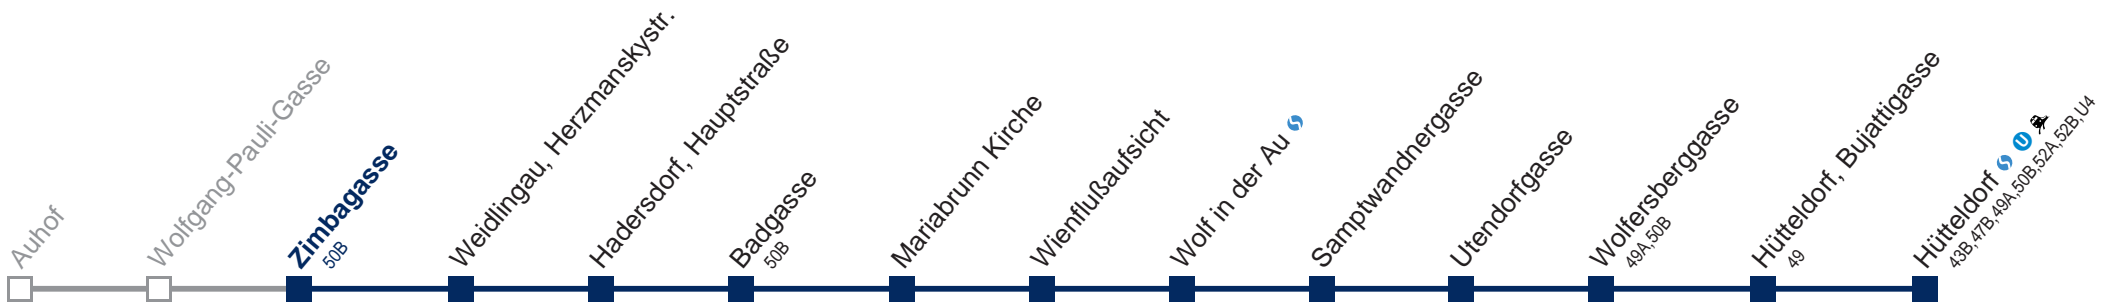 Auhof
Wolfgang-Pauli-Gasse
Zimbagasse
50B
Weidlingau, Herzmanskystr.
Hadersdorf, Hauptstraße
Badgasse
50B
Mariabrunn Kirche
Wienflußaufsicht
Wolf in der Au
Samptwandnergasse
Utendorfgasse
Wolfersberggasse
49A,50B
Hütteldorf, Bujattigasse
49
Hütteldorf U
43B,47B,49A,50B,52A,52B,U4